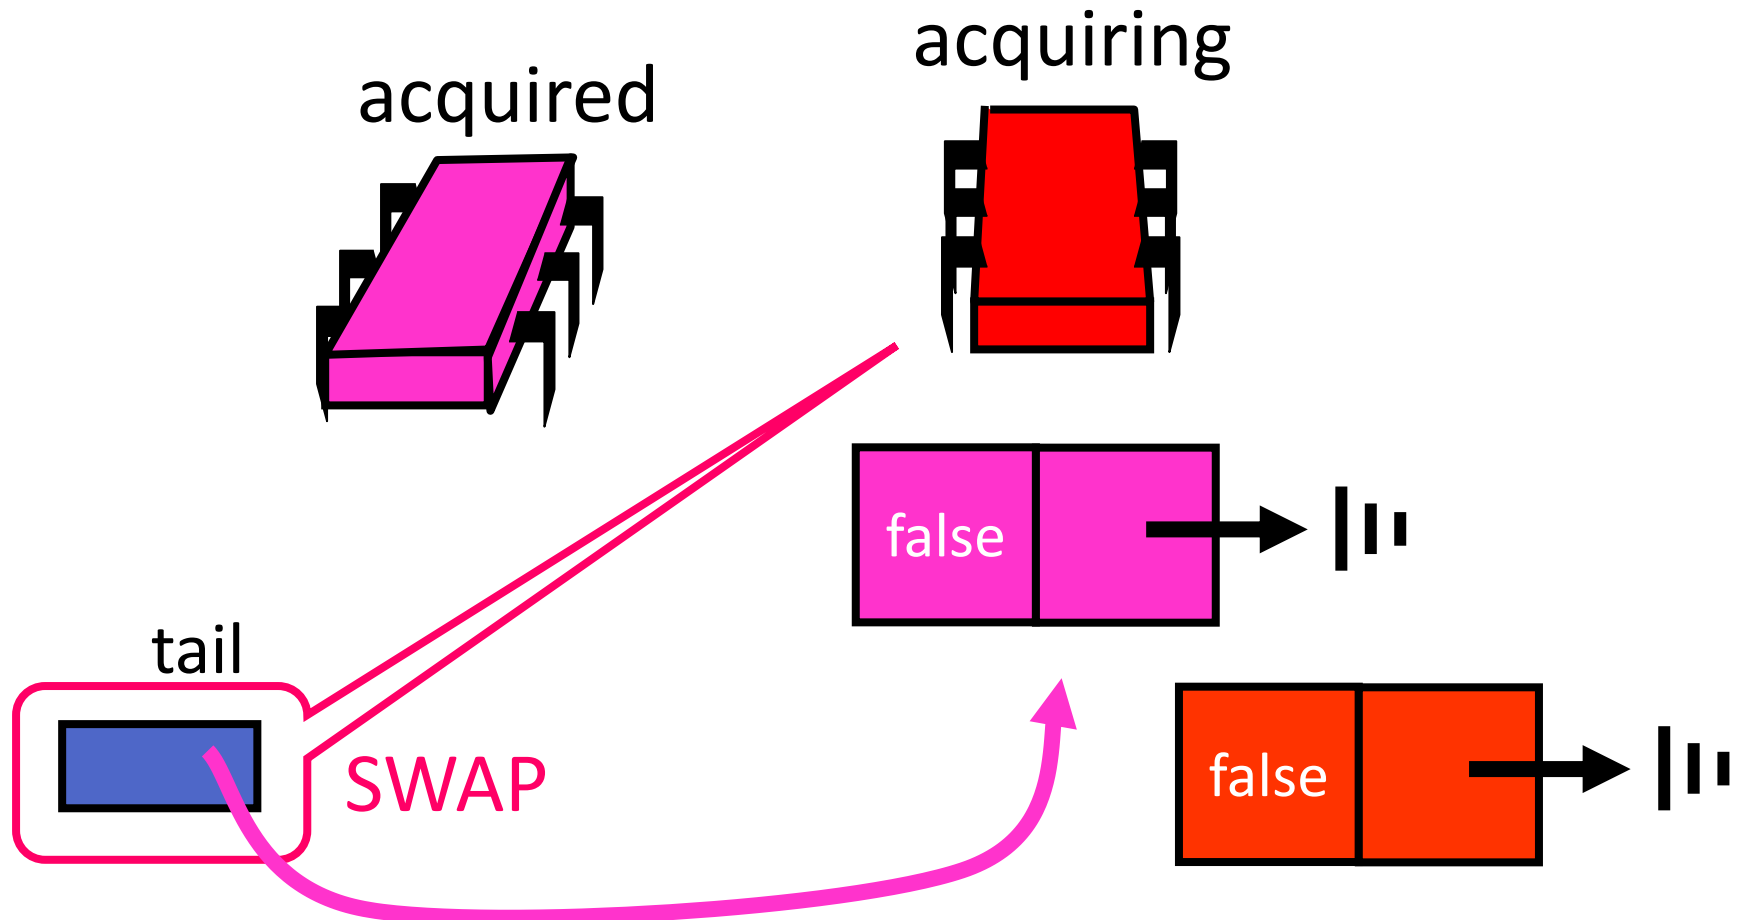 acquired
acquiring
false
tail
SWAP
false